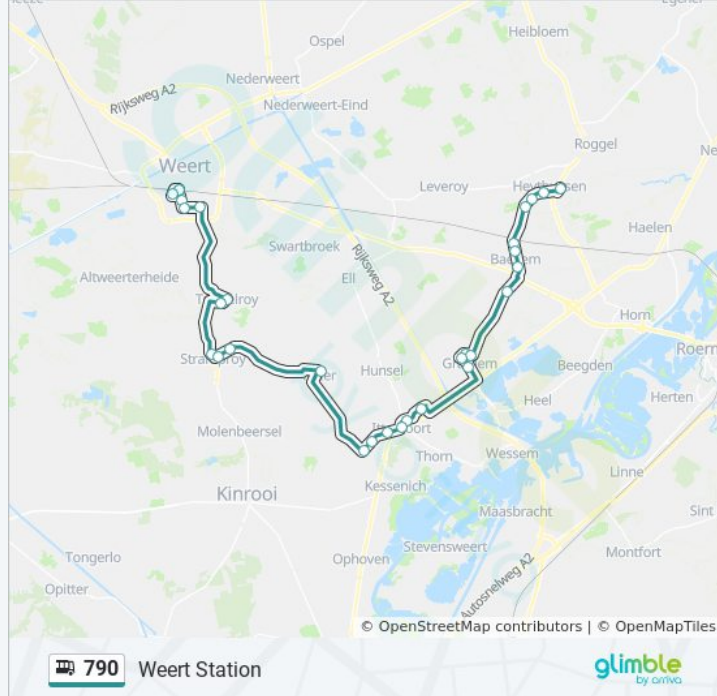 Heibloem
Ospel
Nederweert
Rijksweg A2
Nederweert-Eind
Roggel
Weert
Leveroy
Haelen
Swartbroek
Rijksweg A2
Altweerterheide
Ell
Horn
Hunsel
Beegden
Heel
Herten
Molenbeersel
Thorn
Wessem
Linne
Kessenich
Kinrooi
Maasbracht
Sint
Stevensweert
Montfort
Tongerlo
Ophoven
Opitter
Autosnelweg A2
© OpenStreetMap contributors | © OpenMapTiles
790 Weert Station
glimble
by arriva